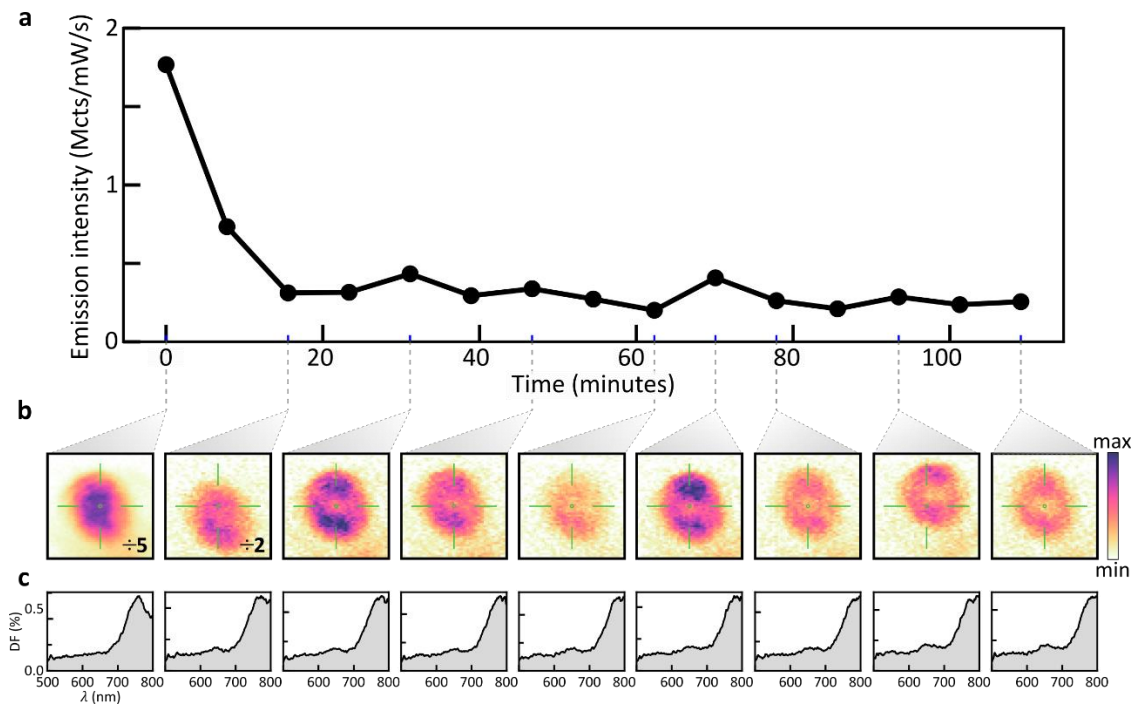 a
Emission intensity (Mcts/mW/s)
2
1
0
0 20 40 60 80 100
Time (minutes)
b
÷5 ÷2
max
min
c
DF (%)
0.5
0.0
500 600 700 800 600 700 800 600 700 800 600 700 800 600 700 800 600 700 800 600 700 800 600 700 800 600 700 800
λ (nm)